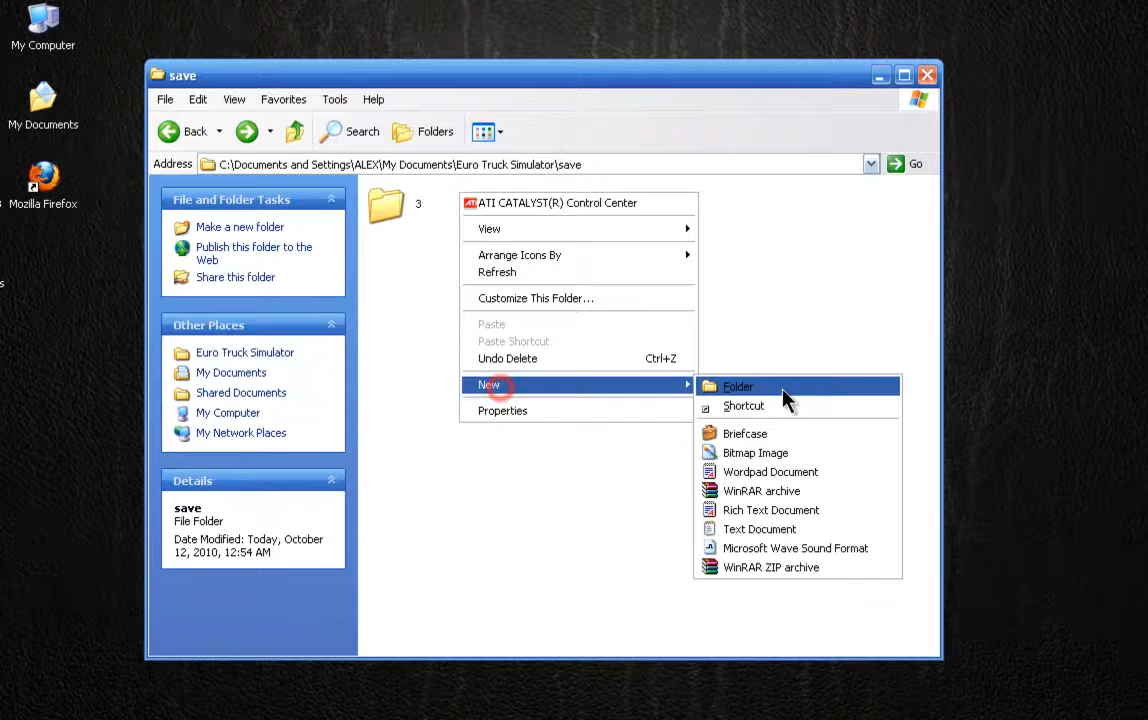 My Computer
My Documents
Mozilla Firefox
3
s
save
File Edit View Favorites Tools Help
Back Search Folders
Address C:\Documents and Settings\ALEX\My Documents\Euro Truck Simulator\save Go
File and Folder Tasks
Make a new folder
Publish this folder to the
Web
Share this folder
Other Places
Euro Truck Simulator
My Documents
Shared Documents
My Computer
My Network Places
Details
save
File Folder
Date Modified: Today, October
12, 2010, 12:54 AM
3
ATI ATI CATALYST(R) Control Center
View
Arrange Icons By
Refresh
Customize This Folder...
Paste
Paste Shortcut
Undo Delete Ctrl+Z
New
Properties
Folder
Shortcut
Briefcase
Bitmap Image
Wordpad Document
WinRAR archive
Rich Text Document
Text Document
Microsoft Wave Sound Format
WinRAR ZIP archive